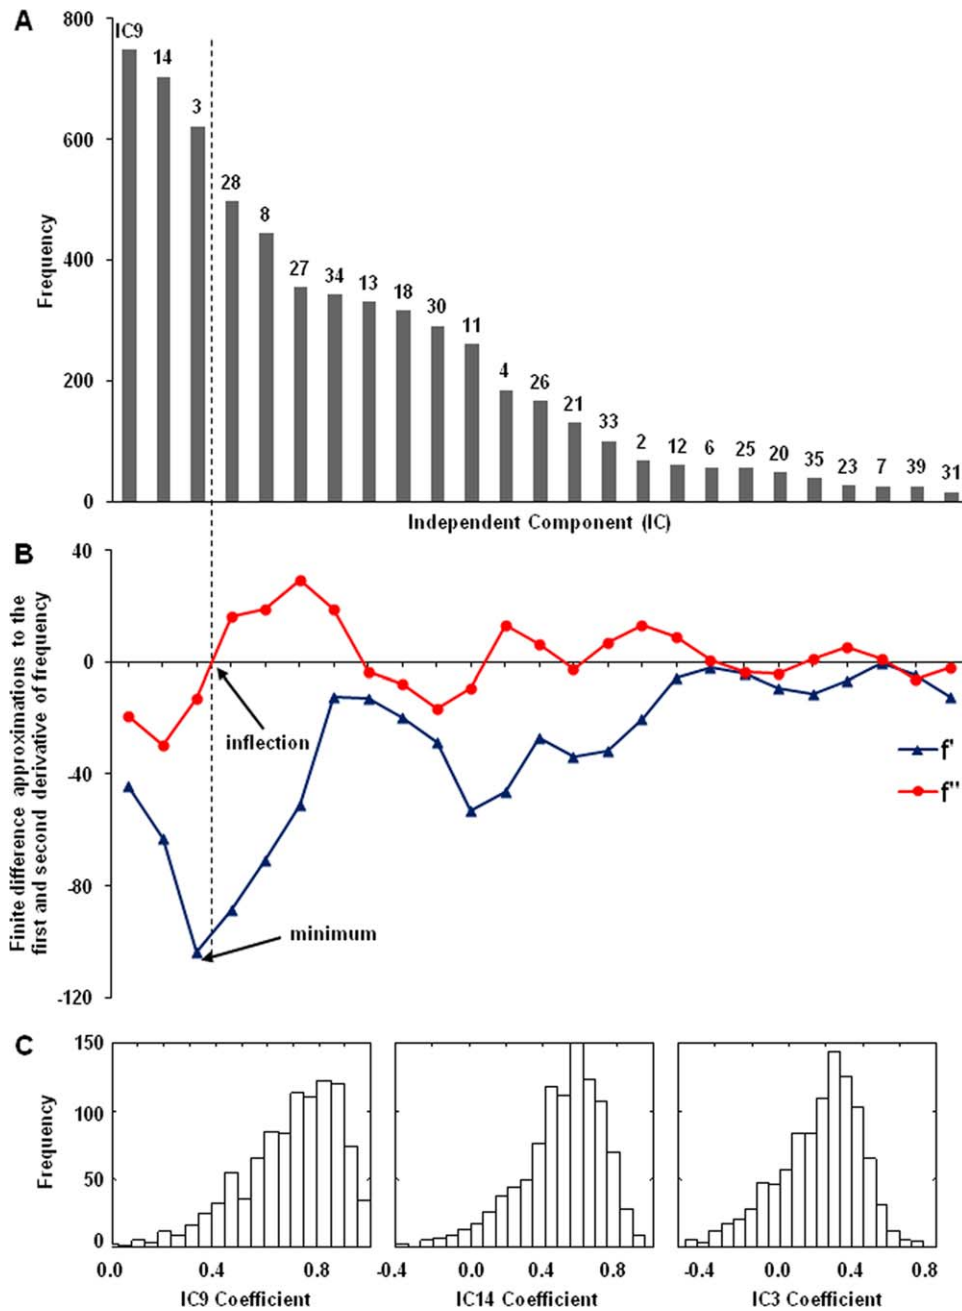 A
800
600
400
200
0
Frequency
IC9
14
3
28
8
27
34
13
18
30
11
4
26
21
33
2
12
6
25
20
35
23
7
39
31
Independent Component (IC)
B
40
0
-40
-80
-120
Finite difference approximations to the
first and second derivative of frequency
inflection
minimum
f'
f''
C
150
100
50
0
Frequency
0.0 0.4 0.8
IC9 Coefficient
-0.4 0.0 0.4 0.8
IC14 Coefficient
-0.4 0.0 0.4 0.8
IC3 Coefficient